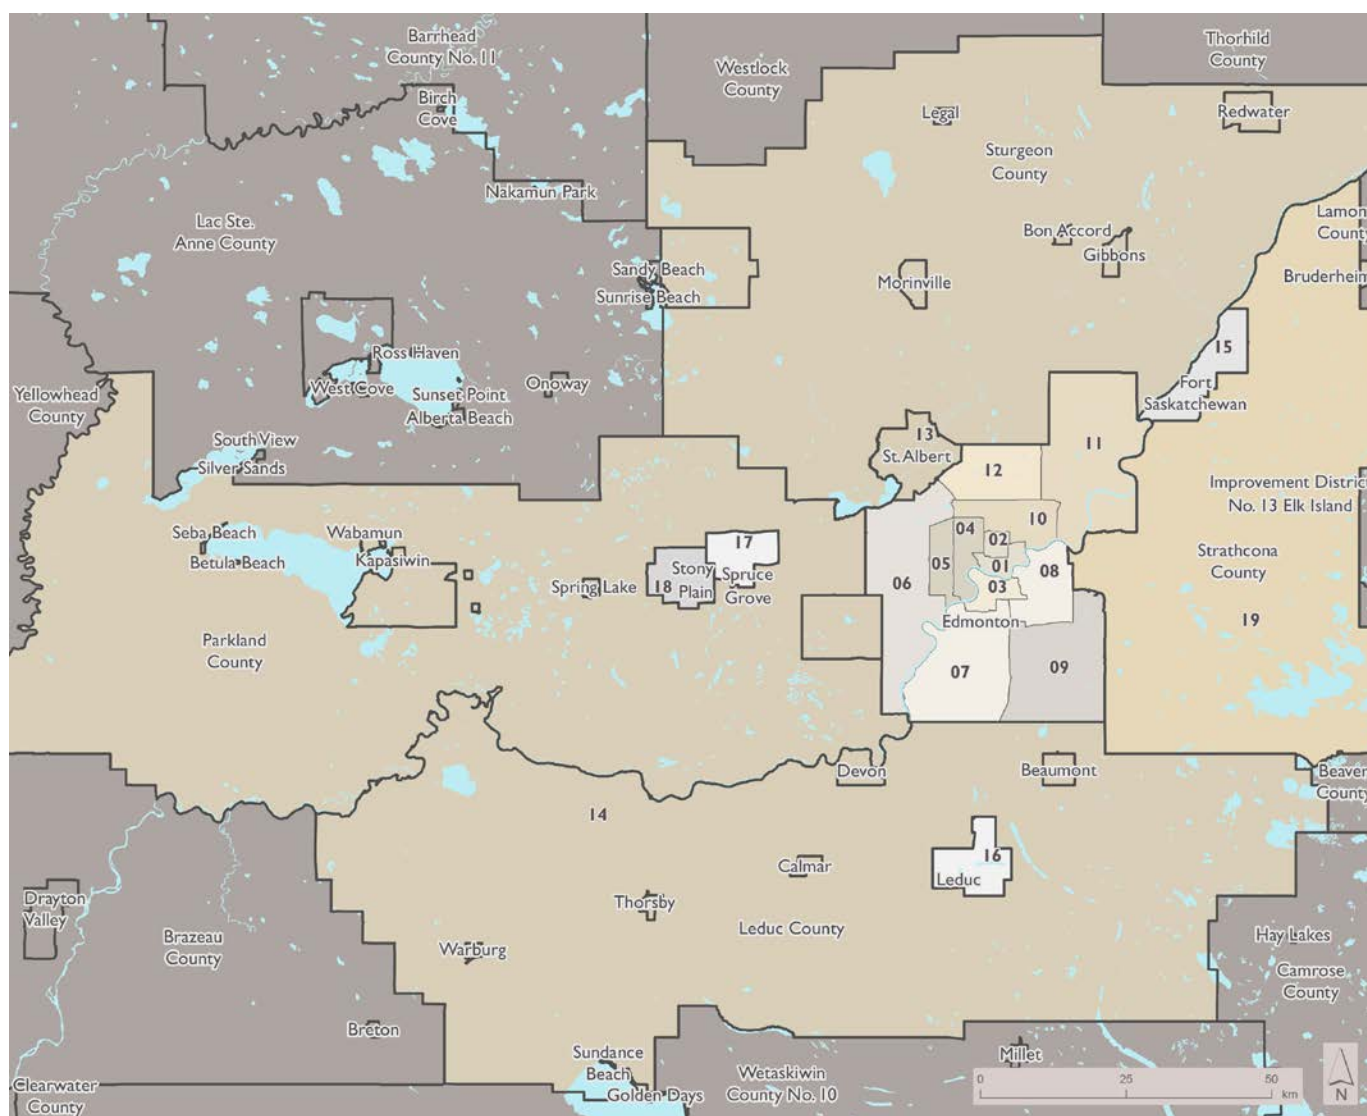 Barrhead
County No. 11
Birch
Cove
Westlock
County
Thorhild
County
Legal
Redwater
Sturgeon
County
Nakamun Park
Lac Ste.
Anne County
Lamon
County
Bon Accord
Gibbons
Sandy Beach
Sunrise Beach
Morinville
Bruderheim
15
Fort
Saskatchewan
Ross Haven
West Cove
Sunset Point
Alberta Beach
Onoway
Yellowhead
County
South View
Silver Sands
13
St. Albert
12
11
Improvement District
No. 13 Elk Island
10
Seba Beach
Betula Beach
Wabamun
Kapasiwin
17
Spruce
Grove
18
Stony
Plain
Spring Lake
04
02
05
01
06
03
08
Edmonton
Strathcona
County
19
Parkland
County
07
09
Devon
Beaumont
Beaver
County
14
16
Leduc
Calmar
Thorsby
Leduc County
Drayton
Valley
Brazeau
County
Warburg
Hay Lakes
Camrose
County
Breton
Sundance
Beach
Golden Days
Millet
Wetaskiwin
County No. 10
Clearwater
County
0 25 50
km
N